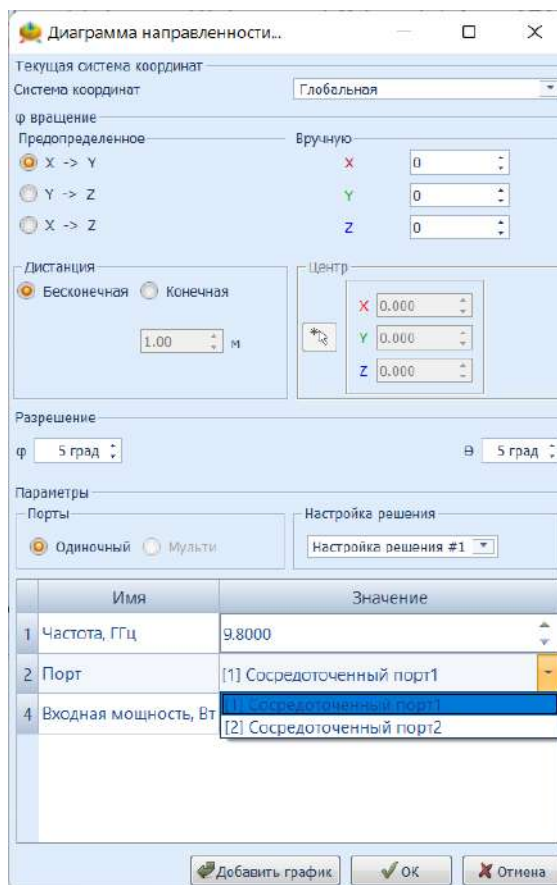 Диаграмма направленности...
Текущая система координат
Система координат Глобальная
φ вращение
Предопределенное Вручную
X -> Y X 0
Y -> Z Y 0
X -> Z Z 0
Дистанция Центр
Бесконечная Конечная X 0.000
1.00 м Y 0.000
Z 0.000
Разрешение
φ 5 град θ 5 град
Параметры
Порты Настройка решения
Одиночный Мульти Настройка решения #1
Имя Значение
1 Частота, ГГц 9.8000
2 Порт [1] Сосредоточенный порт1
4 Входная мощность, Вт [1] Сосредоточенный порт1
[2] Сосредоточенный порт2
Добавить график OK Отмена